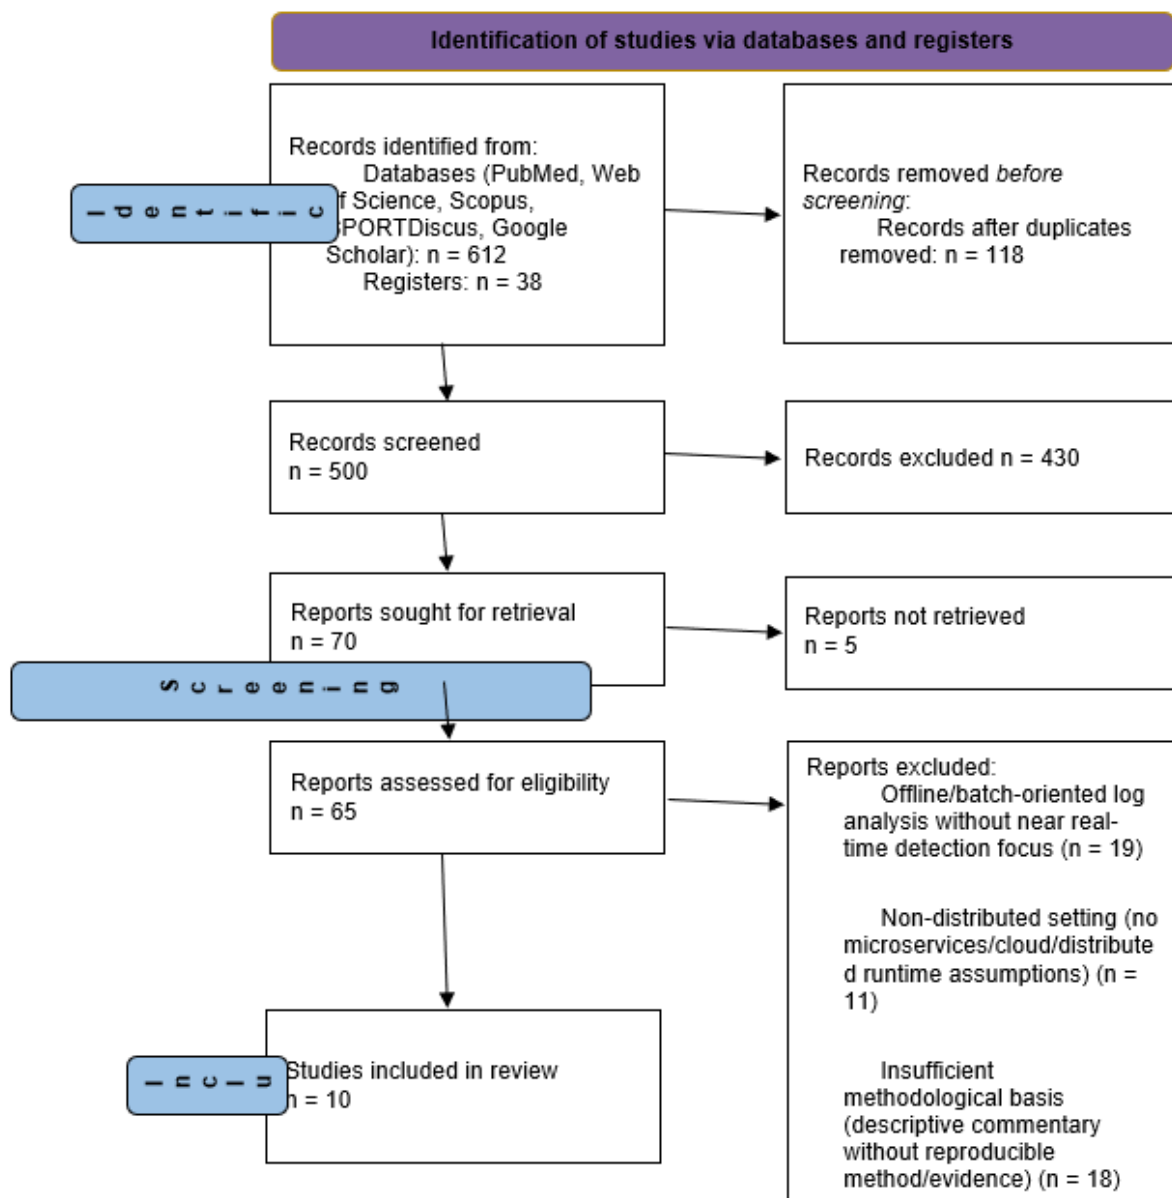 Identification of studies via databases and registers
Records identified from:
Databases (PubMed, Web
f Science, Scopus,
SPORTDiscus, Google
Scholar): n = 612
Registers: n = 38
Records removed before
screening:
Records after duplicates
removed: n = 118
Identific
Records screened
n = 500
Records excluded n = 430
Reports sought for retrieval
n = 70
Reports not retrieved
n = 5
Screening
Reports assessed for eligibility
n = 65
Reports excluded:
Offline/batch-oriented log
analysis without near real-
time detection focus (n = 19)
Non-distributed setting (no
microservices/cloud/distribute
d runtime assumptions) (n =
11)
Insufficient
methodological basis
(descriptive commentary
without reproducible
method/evidence) (n = 18)
Inclu
Studies included in review
n = 10